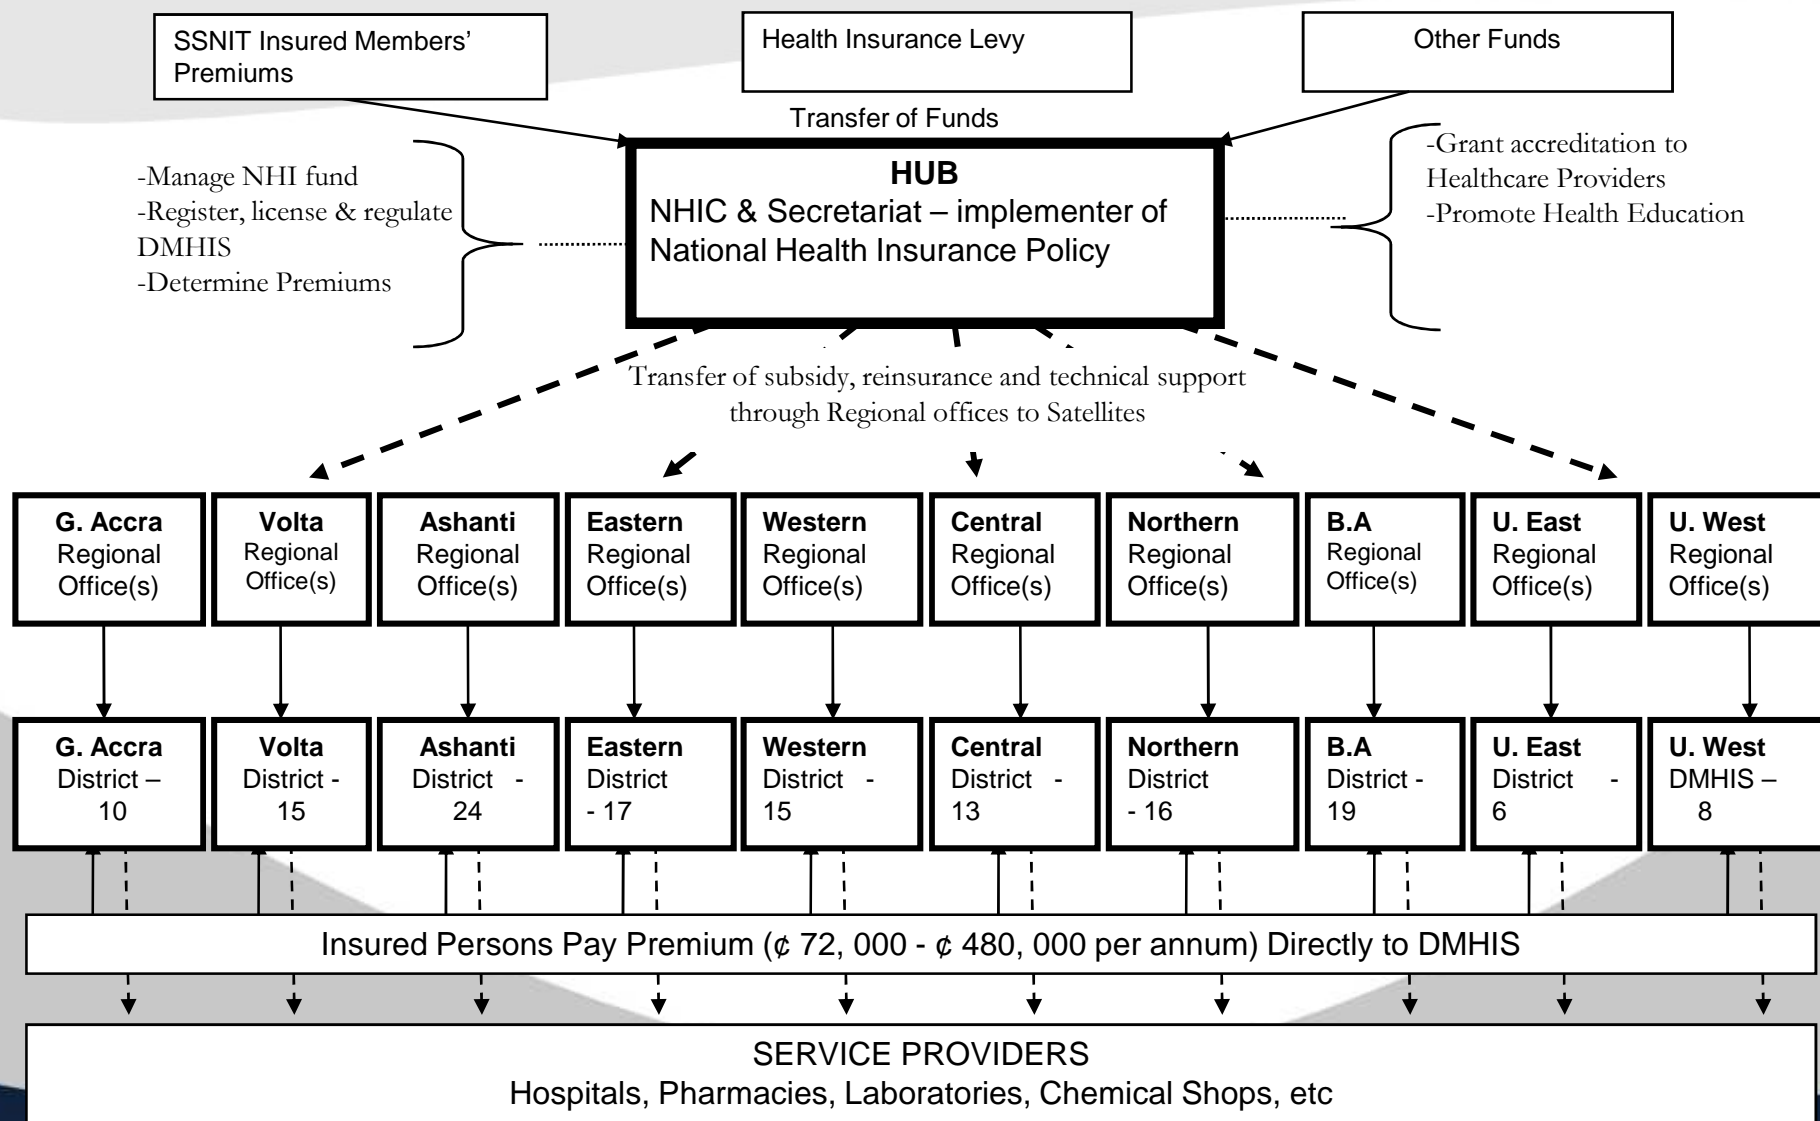 SSNIT Insured Members’
Premiums
Health Insurance Levy
Other Funds
Transfer of Funds
-Manage NHI fund
-Register, license & regulate
DMHIS
-Determine Premiums
HUB
NHIC & Secretariat – implementer of
National Health Insurance Policy
-Grant accreditation to
Healthcare Providers
-Promote Health Education
Transfer of subsidy, reinsurance and technical support
through Regional offices to Satellites
G. Accra
Regional
Office(s)
Volta
Regional
Office(s)
Ashanti
Regional
Office(s)
Eastern
Regional
Office(s)
Western
Regional
Office(s)
Central
Regional
Office(s)
Northern
Regional
Office(s)
B.A
Regional
Office(s)
U. East
Regional
Office(s)
U. West
Regional
Office(s)
G. Accra
District –
10
Volta
District -
15
Ashanti
District -
24
Eastern
District
- 17
Western
District -
15
Central
District -
13
Northern
District
- 16
B.A
District -
19
U. East
District -
6
U. West
DMHIS –
8
Insured Persons Pay Premium (¢ 72, 000 - ¢ 480, 000 per annum) Directly to DMHIS
SERVICE PROVIDERS
Hospitals, Pharmacies, Laboratories, Chemical Shops, etc